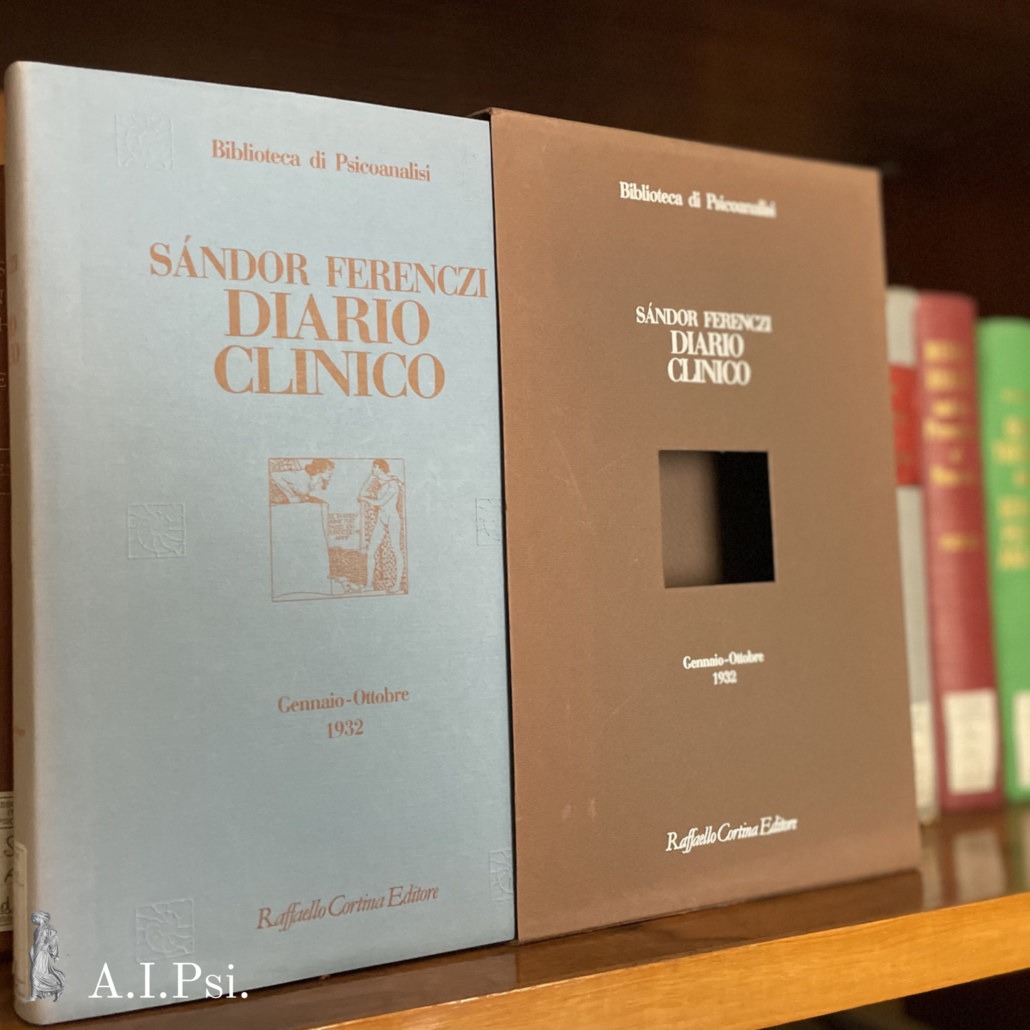 Biblioteca di Psicoanalisi
SÁNDOR FERENCZI
DIARIO
CLINICO
Gennaio-Ottobre
1932
Raffaello Cortina Editore
Biblioteca di Psicoanalisi
SÁNDOR FERENCZI
DIARIO
CLINICO
Gennaio-Ottobre
1932
Raffaello Cortina Editore
A.I.Psi.